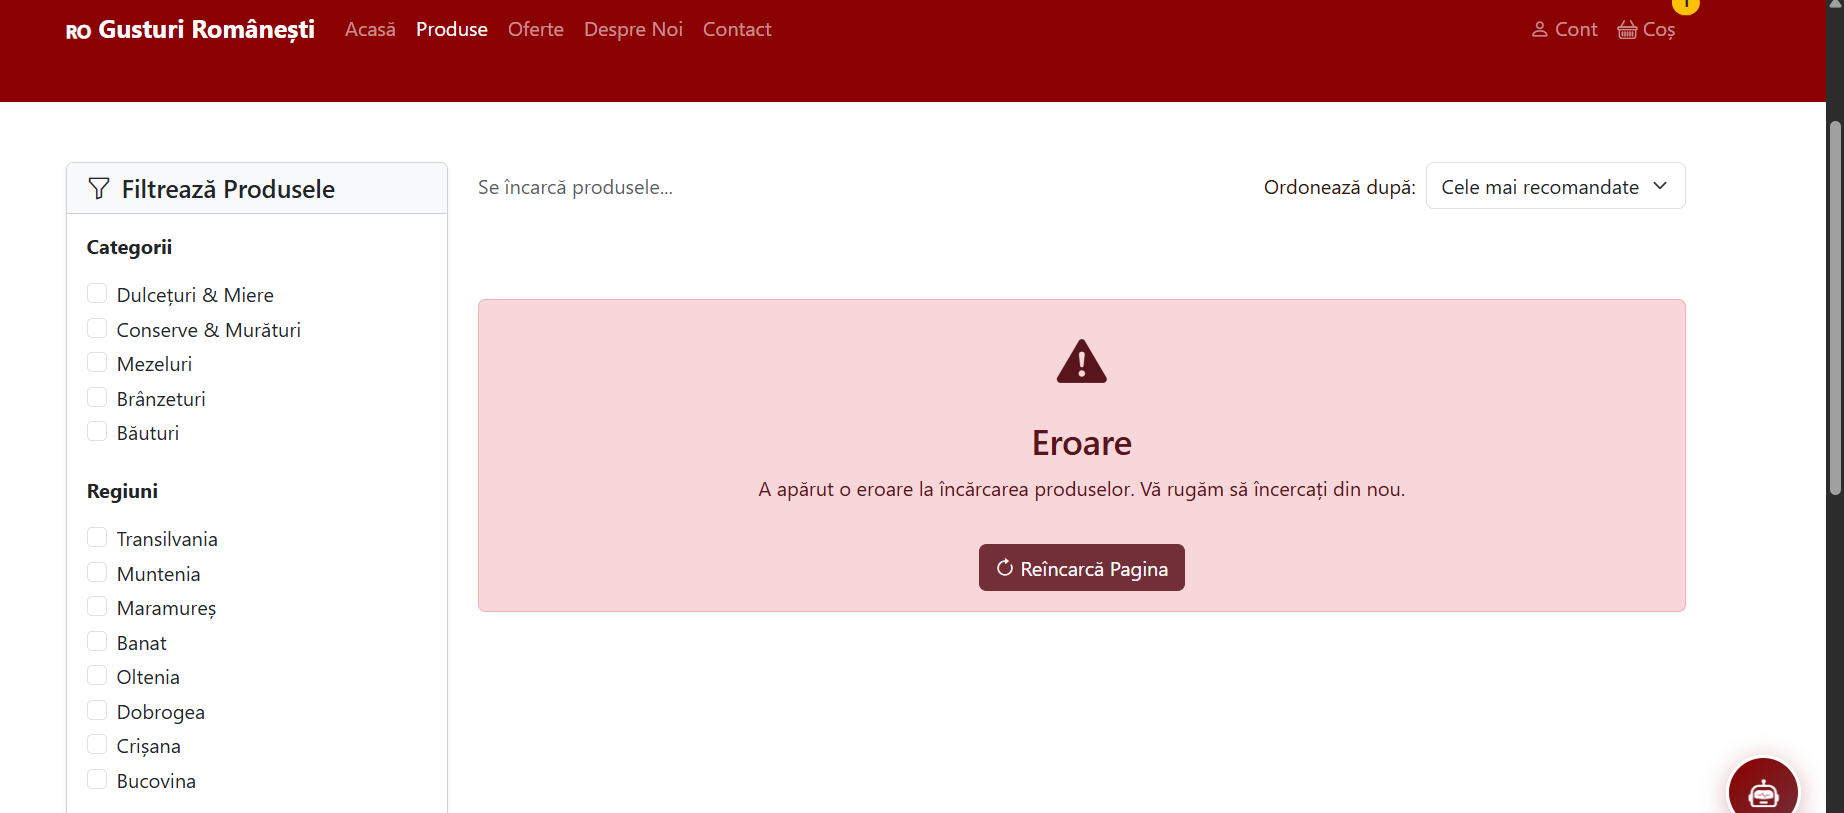 RO Gusturi Românești
Acasă
Produse
Oferte
Despre Noi
Contact
Cont
Coș
Filtrează Produsele
Categorii
Dulcețuri & Miere
Conserve & Murături
Mezeluri
Brânzeturi
Băuturi
Regiuni
Transilvania
Muntenia
Maramureș
Banat
Oltenia
Dobrogea
Crișana
Bucovina
Se încarcă produsele...
Ordonează după:
Cele mai recomandate
Eroare
A apărut o eroare la încărcarea produselor. Vă rugăm să încercați din nou.
Reîncarcă Pagina